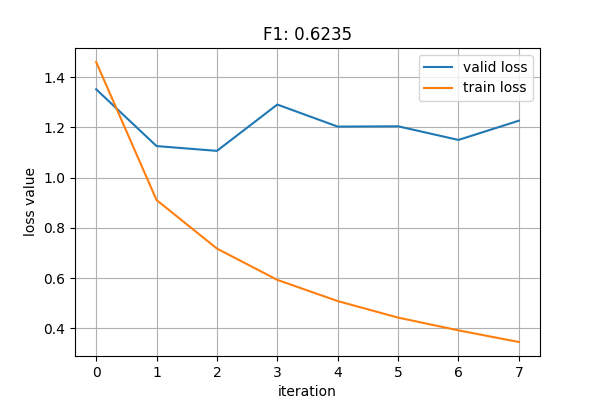 F1: 0.6235
valid loss
train loss
1.4
1.2
1.0
0.8
0.6
0.4
loss value
0 1 2 3 4 5 6 7
iteration